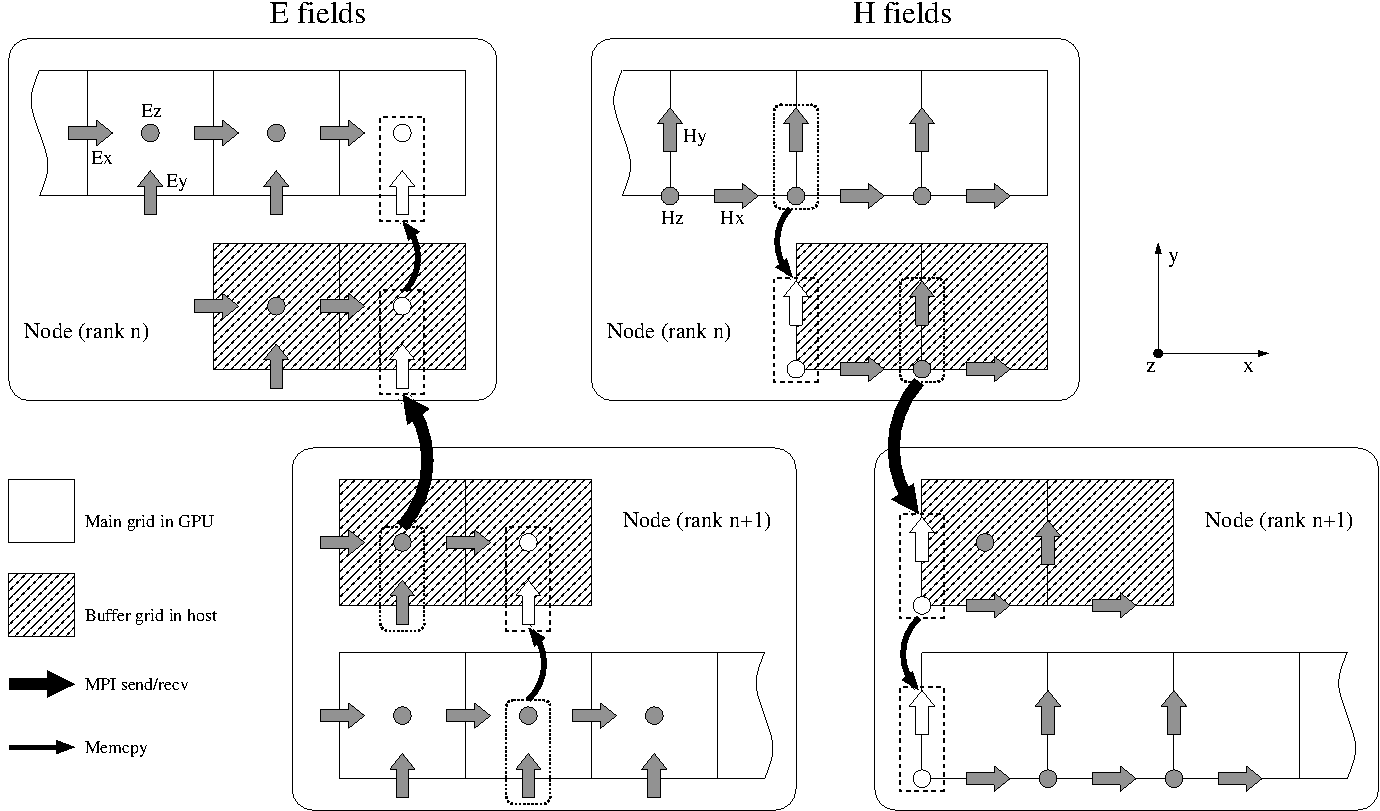 E fields
H fields
Ez
Ex
Ey
Hy
Hz
Hx
Node (rank n)
Node (rank n)
y
z
x
Node (rank n+1)
Node (rank n+1)
Main grid in GPU
Buffer grid in host
MPI send/recv
Memcpy